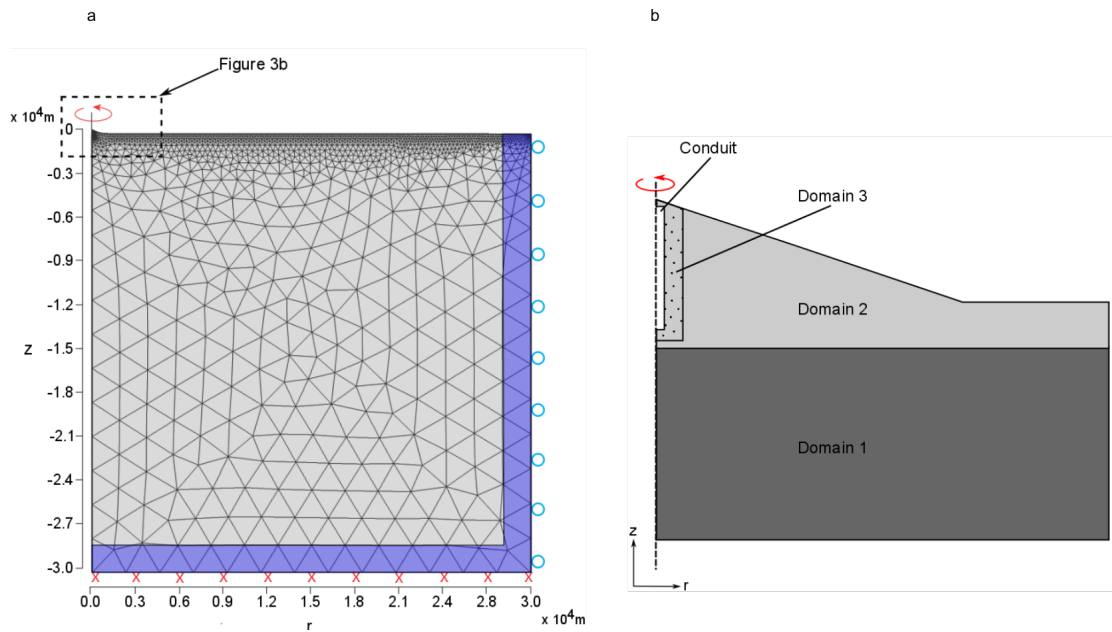 a
b
Figure 3b
x 10⁴m
0
-0.3
-0.6
-0.9
-1.2
-1.5
-1.8
-2.1
-2.4
-2.7
-3.0
z
x x x x x x x x x x x
0.0 0.3 0.6 0.9 1.2 1.5 1.8 2.1 2.4 2.8 3.0
x 10⁴m
r
Conduit
Domain 3
Domain 2
Domain 1
z
r